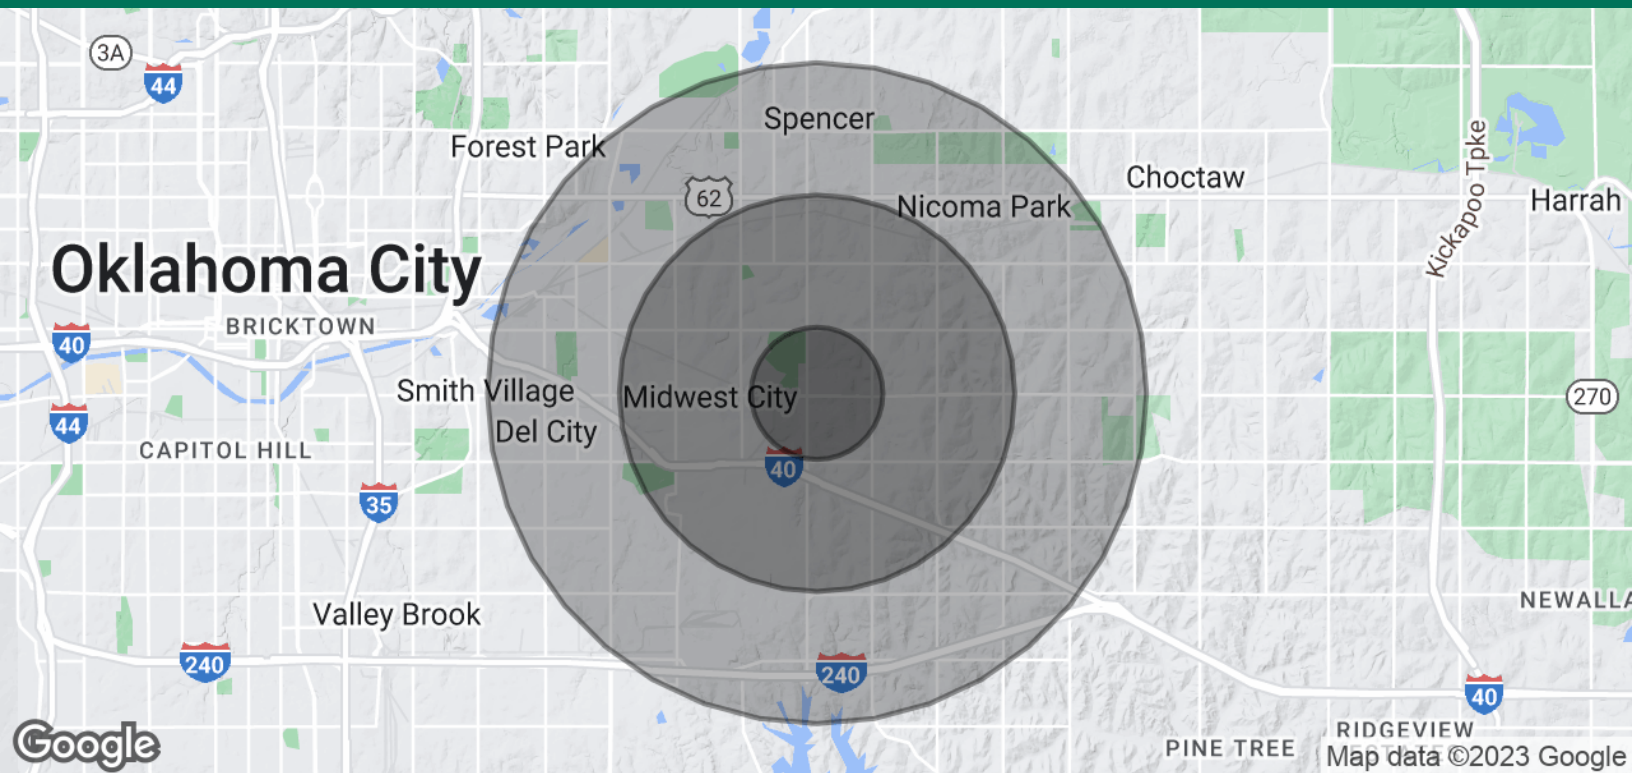 3A
44
Spencer
Forest Park
Choctaw
62
Nicoma Park
Harrah
Kickapoo Tpke
Oklahoma City
BRICKTOWN
40
Smith Village
Midwest City
270
44
Del City
CAPITOL HILL
40
35
NEWALLA
Valley Brook
240
240
40
RIDGEVIEW
PINE TREE
Google
Map data ©2023 Google